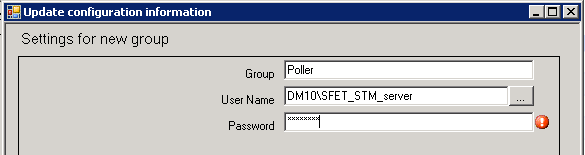 Update configuration information
Settings for new group
Group Poller
User Name DM10\SFET_STM_server ...
Password ********